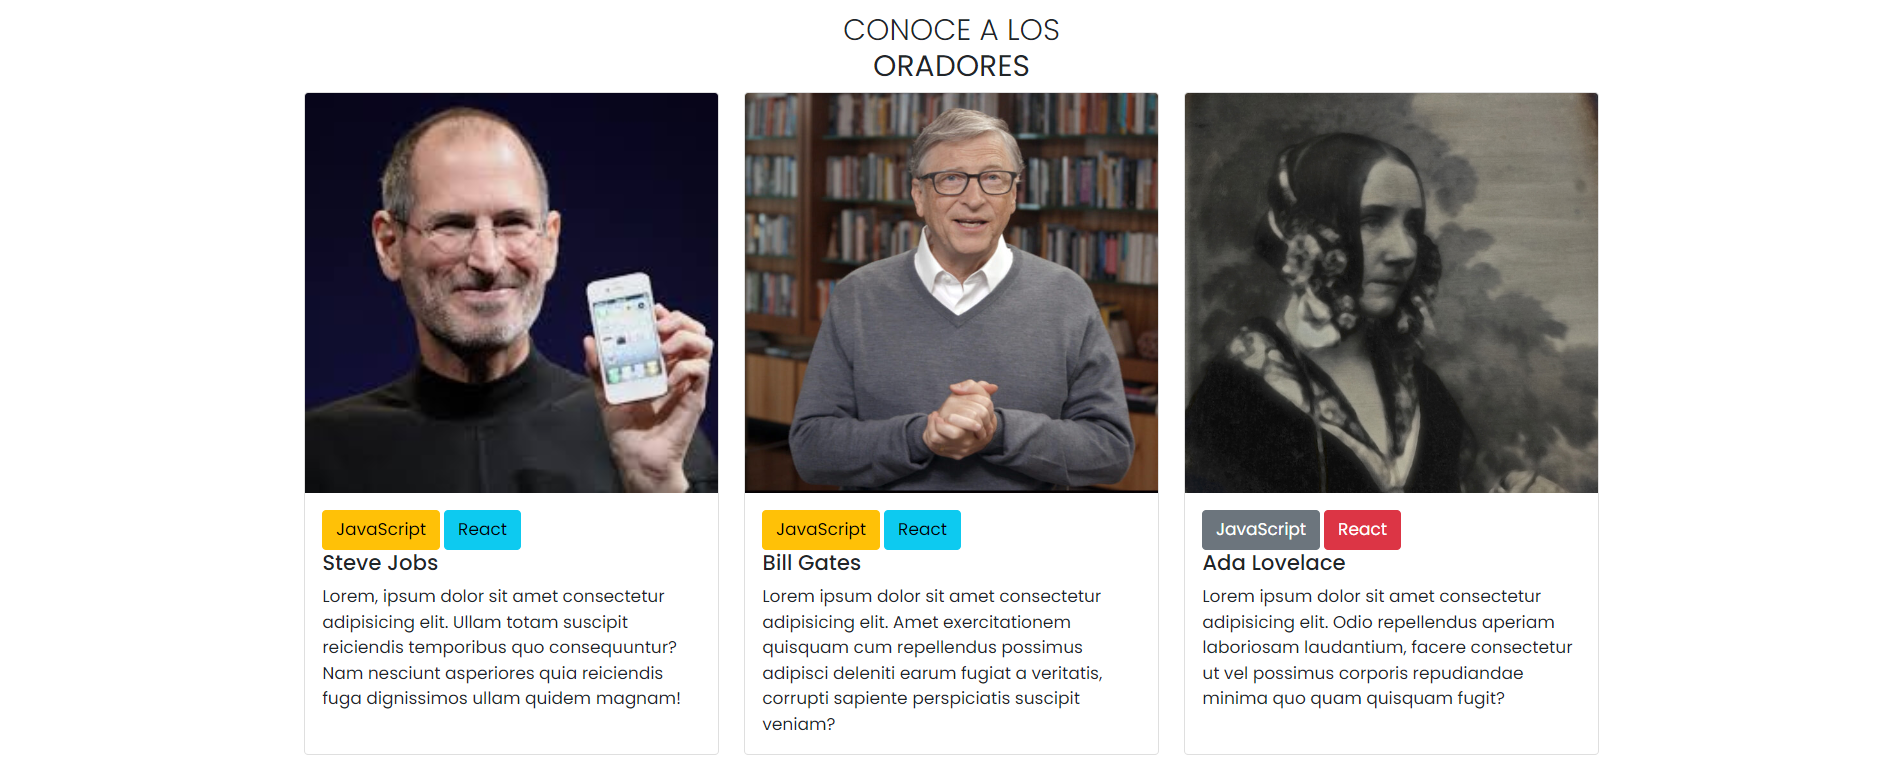 CONOCE A LOS
ORADORES
JavaScript React
Steve Jobs
Lorem, ipsum dolor sit amet consectetur
adipisicing elit. Ullam totam suscipit
reiciendis temporibus quo consequuntur?
Nam nesciunt asperiores quia reiciendis
fuga dignissimos ullam quidem magnam!
JavaScript React
Bill Gates
Lorem ipsum dolor sit amet consectetur
adipisicing elit. Amet exercitationem
quisquam cum repellendus possimus
adipisci deleniti earum fugiat a veritatis,
corrupti sapiente perspiciatis suscipit
veniam?
JavaScript React
Ada Lovelace
Lorem ipsum dolor sit amet consectetur
adipisicing elit. Odio repellendus aperiam
laboriosam laudantium, facere consectetur
ut vel possimus corporis repudiandae
minima quo quam quisquam fugit?